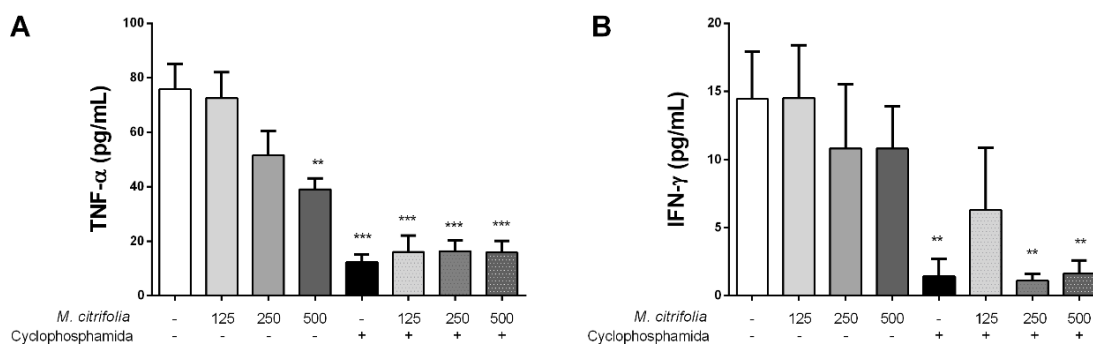 A
TNF-α (pg/mL)
100
80
60
40
20
0
**
***
***
***
***
M. citrifolia - 125 250 500 - 125 250 500
Cyclophosphamida - - - - + + + +
B
IFN-γ (pg/mL)
20
15
10
5
0
**
**
**
M. citrifolia - 125 250 500 - 125 250 500
Cyclophosphamida - - - - + + + +